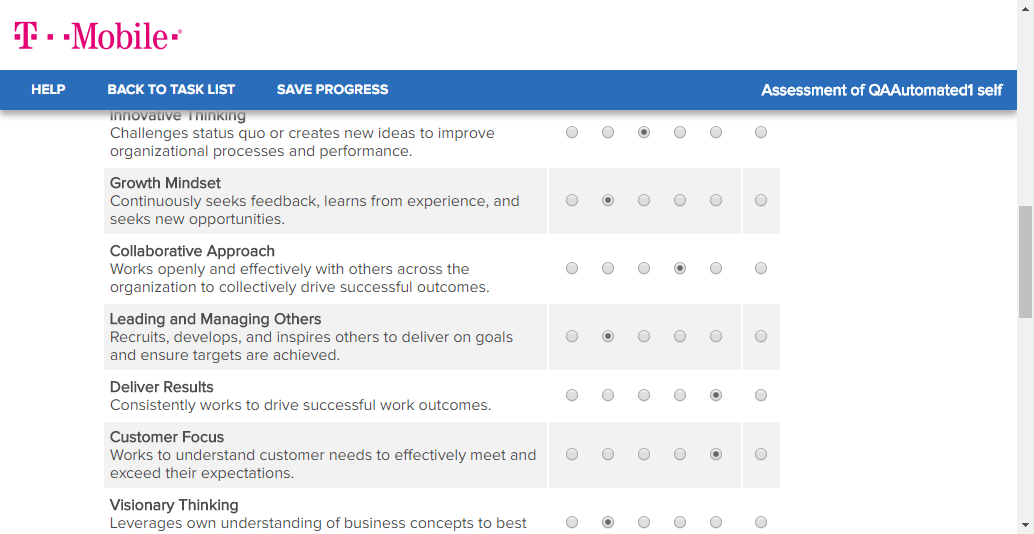 T··Mobile·®
HELP
BACK TO TASK LIST
SAVE PROGRESS
Assessment of QAAutomated1 self
Innovative Thinking
Challenges status quo or creates new ideas to improve
organizational processes and performance.
Growth Mindset
Continuously seeks feedback, learns from experience, and
seeks new opportunities.
Collaborative Approach
Works openly and effectively with others across the
organization to collectively drive successful outcomes.
Leading and Managing Others
Recruits, develops, and inspires others to deliver on goals
and ensure targets are achieved.
Deliver Results
Consistently works to drive successful work outcomes.
Customer Focus
Works to understand customer needs to effectively meet and
exceed their expectations.
Visionary Thinking
Leverages own understanding of business concepts to best